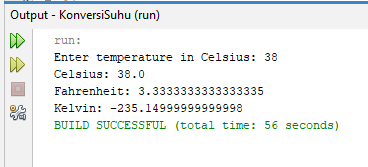 Output - KonversiSuhu (run)
run:
Enter temperature in Celsius: 38
Celsius: 38.0
Fahrenheit: 3.3333333333333335
Kelvin: -235.14999999999998
BUILD SUCCESSFUL (total time: 56 seconds)